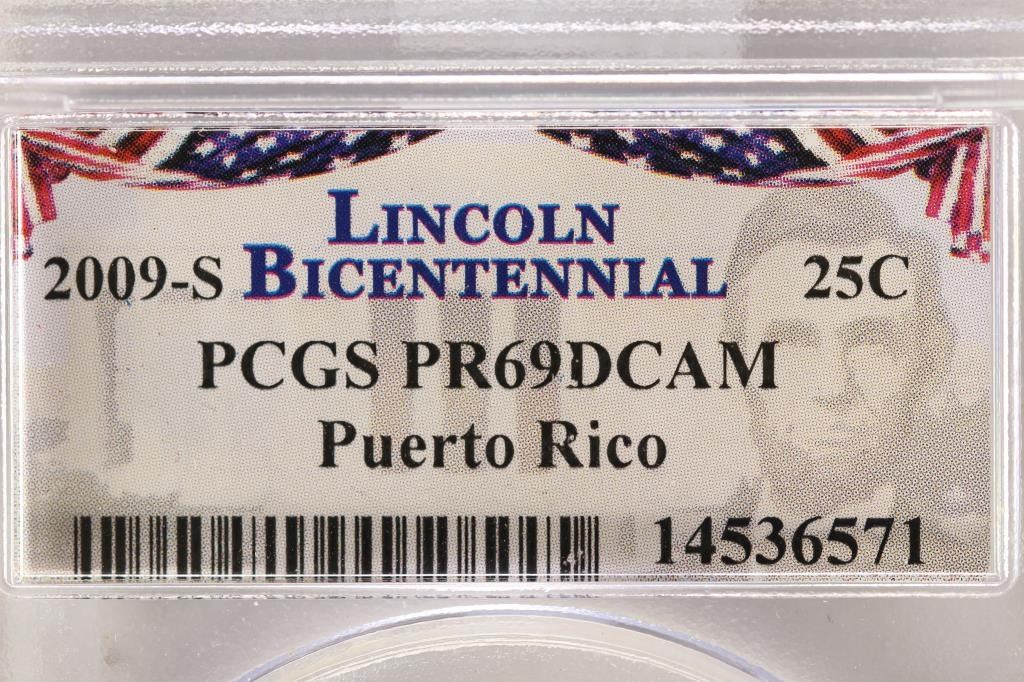 LINCOLN
2009-S BICENTENNIAL 25C
PCGS PR69DCAM
Puerto Rico
14536571